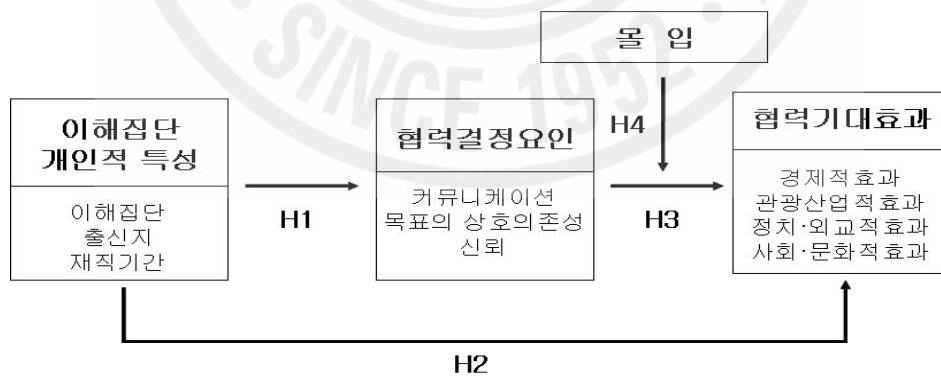 SINCE 1952
몰 입
이해집단
개인적 특성
이해집단
출신지
재직기간
H1
협력결정요인
커뮤니케이션
목표의 상호의존성
신뢰
H4
H3
협력기대효과
경제적효과
관광산업적효과
정치·외교적효과
사회·문화적효과
H2